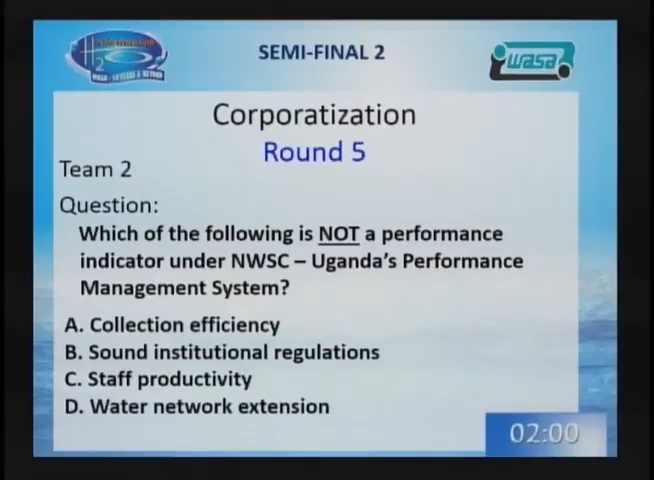 SEMI-FINAL 2
wasa
Corporatization
Round 5
Team 2
Question:
Which of the following is NOT a performance
indicator under NWSC – Uganda's Performance
Management System?
A. Collection efficiency
B. Sound institutional regulations
C. Staff productivity
D. Water network extension
02:00